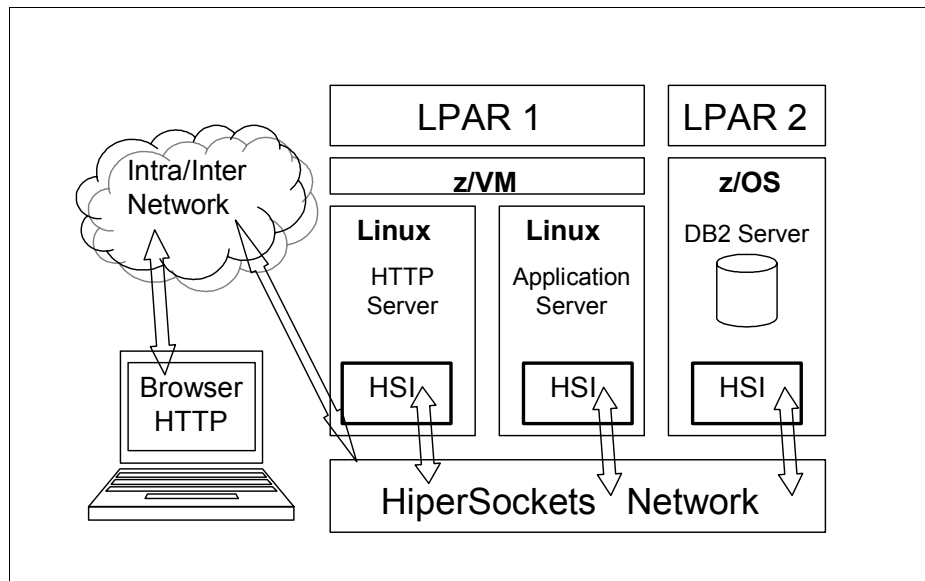 LPAR 1
LPAR 2
Intra/Inter
Network
z/VM
z/OS
Linux
HTTP
Server
Linux
Application
Server
DB2 Server
HSI
HSI
HSI
Browser
HTTP
HiperSockets Network